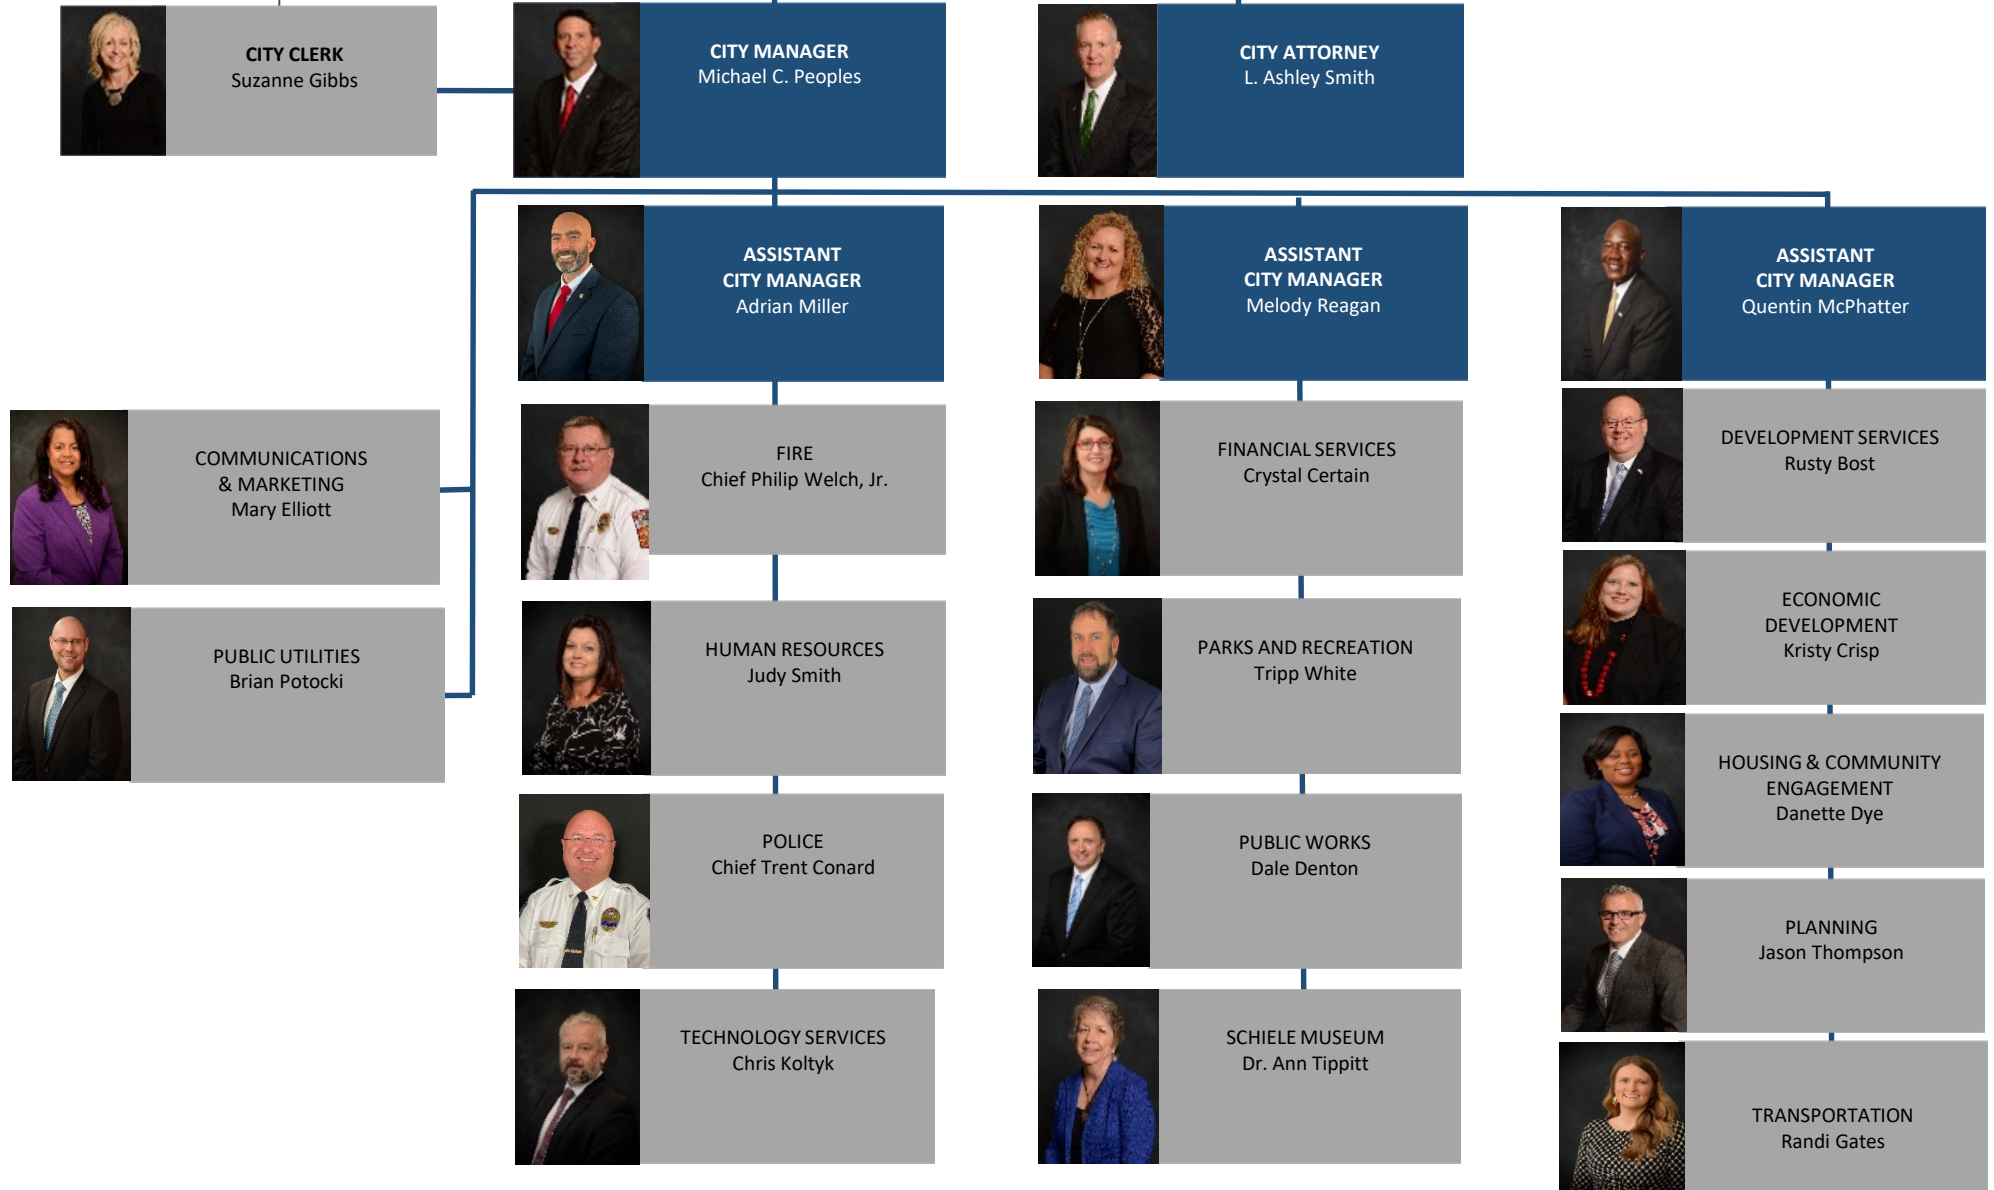 CITY CLERK
Suzanne Gibbs
CITY MANAGER
Michael C. Peoples
CITY ATTORNEY
L. Ashley Smith
ASSISTANT
CITY MANAGER
Adrian Miller
ASSISTANT
CITY MANAGER
Melody Reagan
ASSISTANT
CITY MANAGER
Quentin McPhatter
COMMUNICATIONS
& MARKETING
Mary Elliott
PUBLIC UTILITIES
Brian Potocki
FIRE
Chief Philip Welch, Jr.
HUMAN RESOURCES
Judy Smith
POLICE
Chief Trent Conard
TECHNOLOGY SERVICES
Chris Koltyk
FINANCIAL SERVICES
Crystal Certain
PARKS AND RECREATION
Tripp White
PUBLIC WORKS
Dale Denton
SCHIELE MUSEUM
Dr. Ann Tippitt
DEVELOPMENT SERVICES
Rusty Bost
ECONOMIC
DEVELOPMENT
Kristy Crisp
HOUSING & COMMUNITY
ENGAGEMENT
Danette Dye
PLANNING
Jason Thompson
TRANSPORTATION
Randi Gates